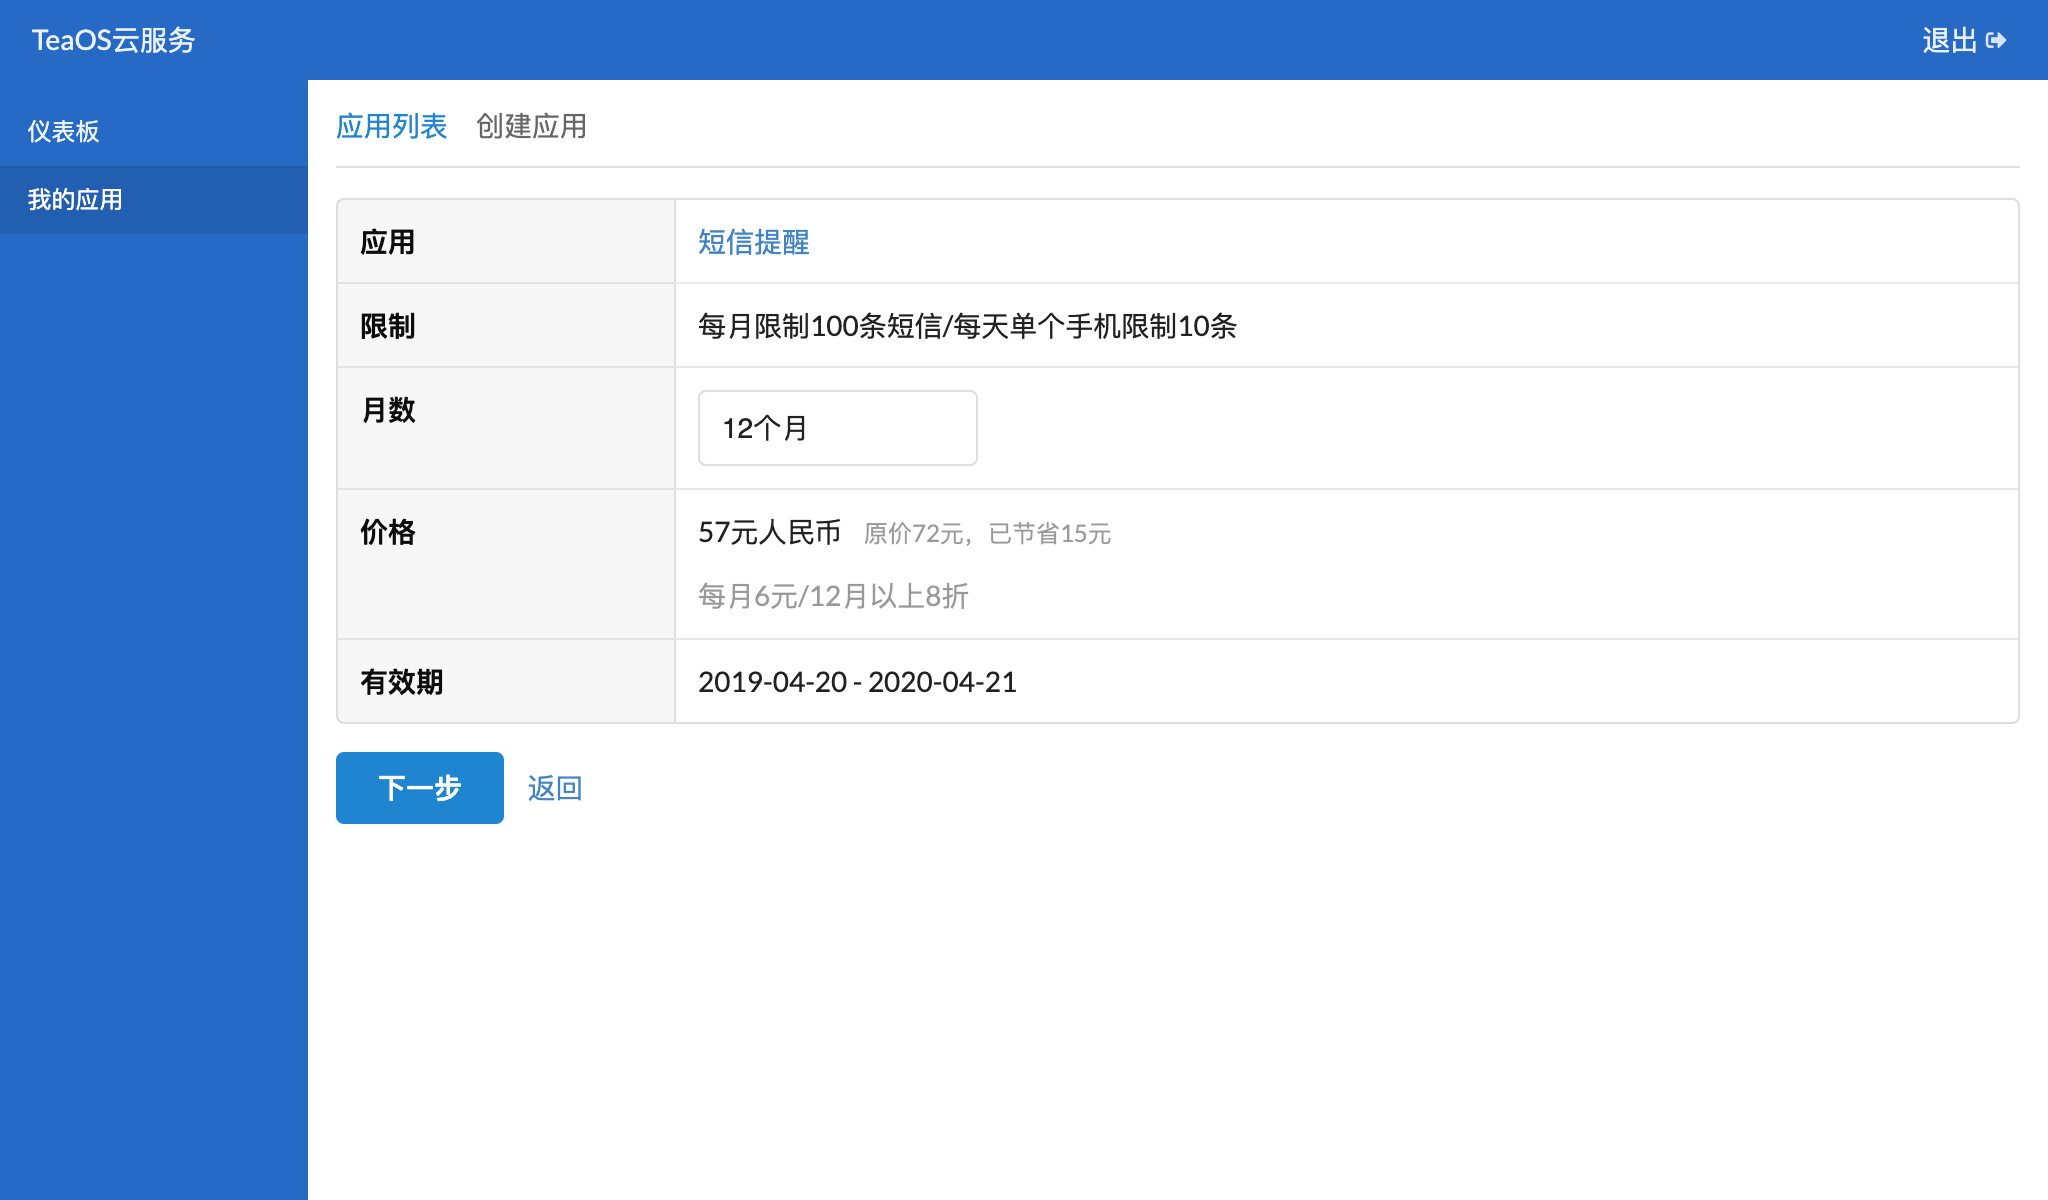 TeaOS云服务
退出
仪表板
我的应用
应用列表 创建应用
应用 短信提醒
限制 每月限制100条短信/每天单个手机限制10条
月数 12个月
价格 57元人民币 原价72元，已节省15元
每月6元/12月以上8折
有效期 2019-04-20 - 2020-04-21
下一步 返回